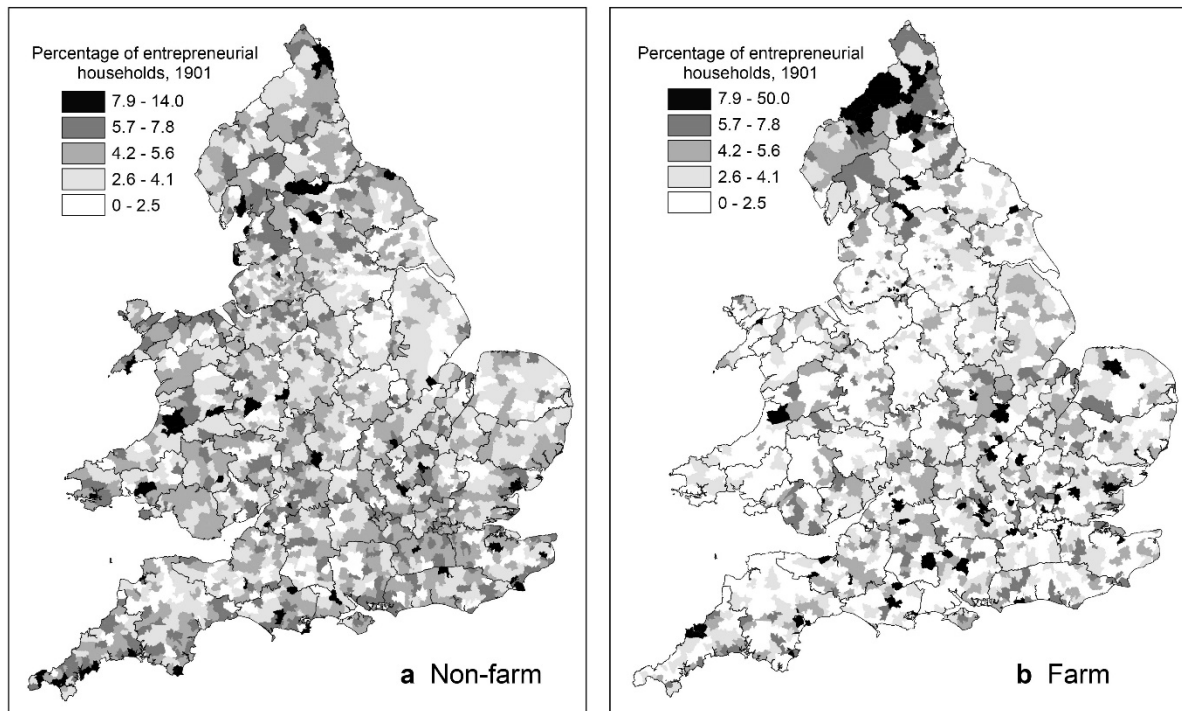 Percentage of entrepreneurial
households, 1901
7.9 - 14.0
5.7 - 7.8
4.2 - 5.6
2.6 - 4.1
0 - 2.5
a Non-farm
Percentage of entrepreneurial
households, 1901
7.9 - 50.0
5.7 - 7.8
4.2 - 5.6
2.6 - 4.1
0 - 2.5
b Farm